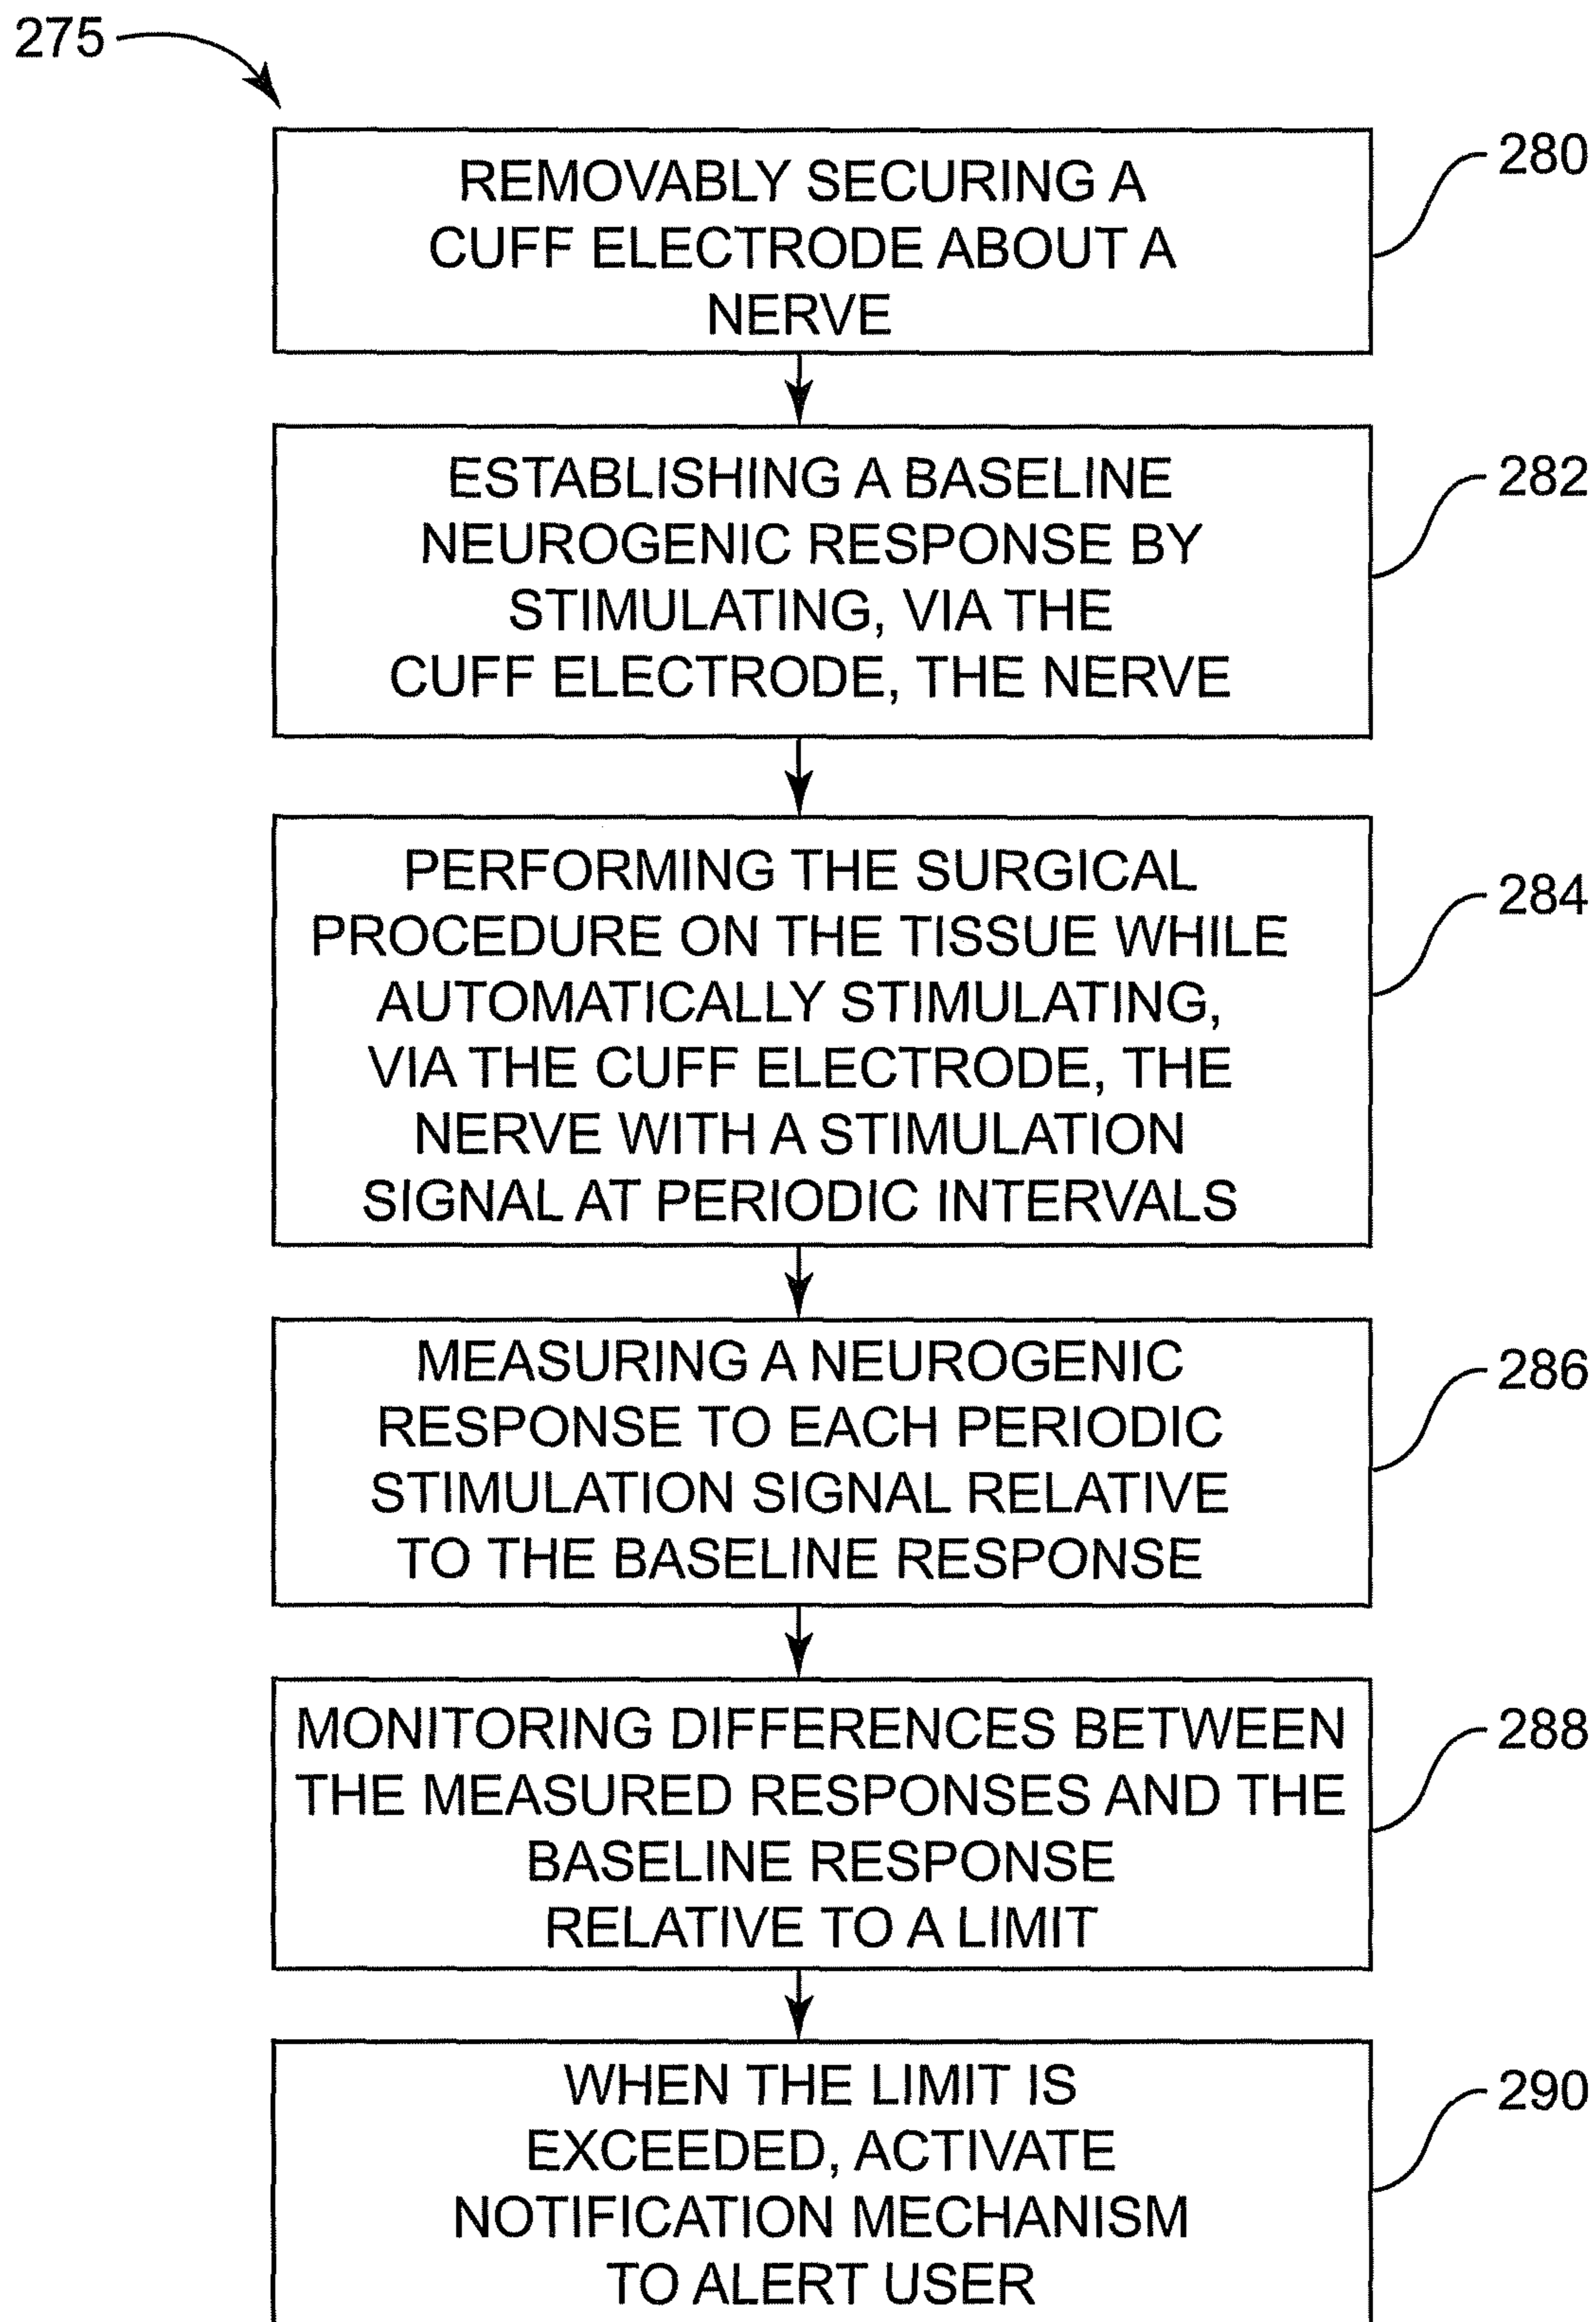 275
REMOVABLY SECURING A
CUFF ELECTRODE ABOUT A
NERVE
280
ESTABLISHING A BASELINE
NEUROGENIC RESPONSE BY
STIMULATING, VIA THE
CUFF ELECTRODE, THE NERVE
282
PERFORMING THE SURGICAL
PROCEDURE ON THE TISSUE WHILE
AUTOMATICALLY STIMULATING,
VIA THE CUFF ELECTRODE, THE
NERVE WITH A STIMULATION
SIGNAL AT PERIODIC INTERVALS
284
MEASURING A NEUROGENIC
RESPONSE TO EACH PERIODIC
STIMULATION SIGNAL RELATIVE
TO THE BASELINE RESPONSE
286
MONITORING DIFFERENCES BETWEEN
THE MEASURED RESPONSES AND THE
BASELINE RESPONSE
RELATIVE TO A LIMIT
288
WHEN THE LIMIT IS
EXCEEDED, ACTIVATE
NOTIFICATION MECHANISM
TO ALERT USER
290